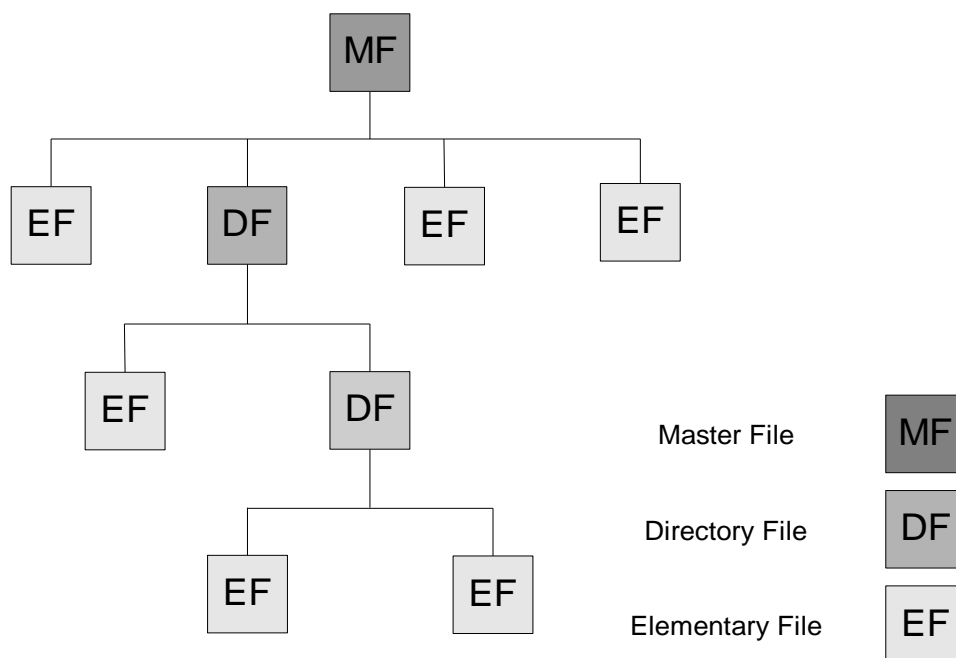 MF
EF DF EF EF
EF DF
EF EF
Master File MF
Directory File DF
Elementary File EF